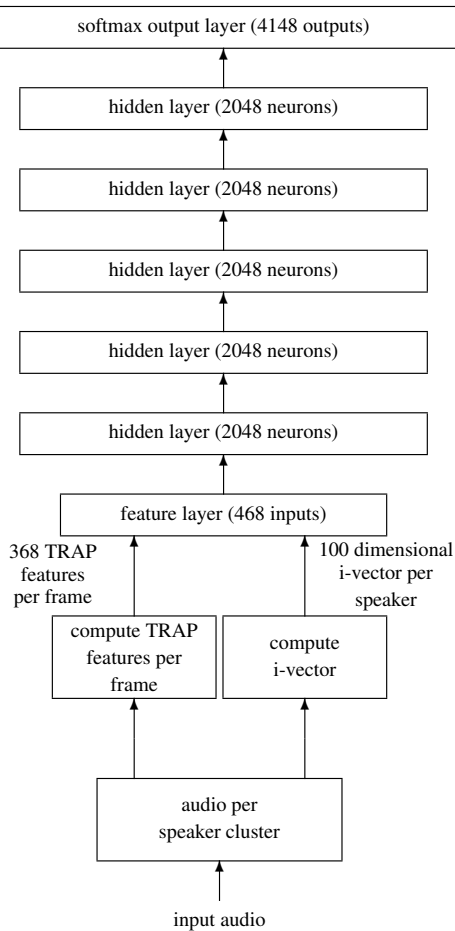 softmax output layer (4148 outputs)
hidden layer (2048 neurons)
hidden layer (2048 neurons)
hidden layer (2048 neurons)
hidden layer (2048 neurons)
hidden layer (2048 neurons)
feature layer (468 inputs)
368 TRAP
features
per frame
100 dimensional
i-vector per
speaker
compute TRAP
features per
frame
compute
i-vector
audio per
speaker cluster
input audio